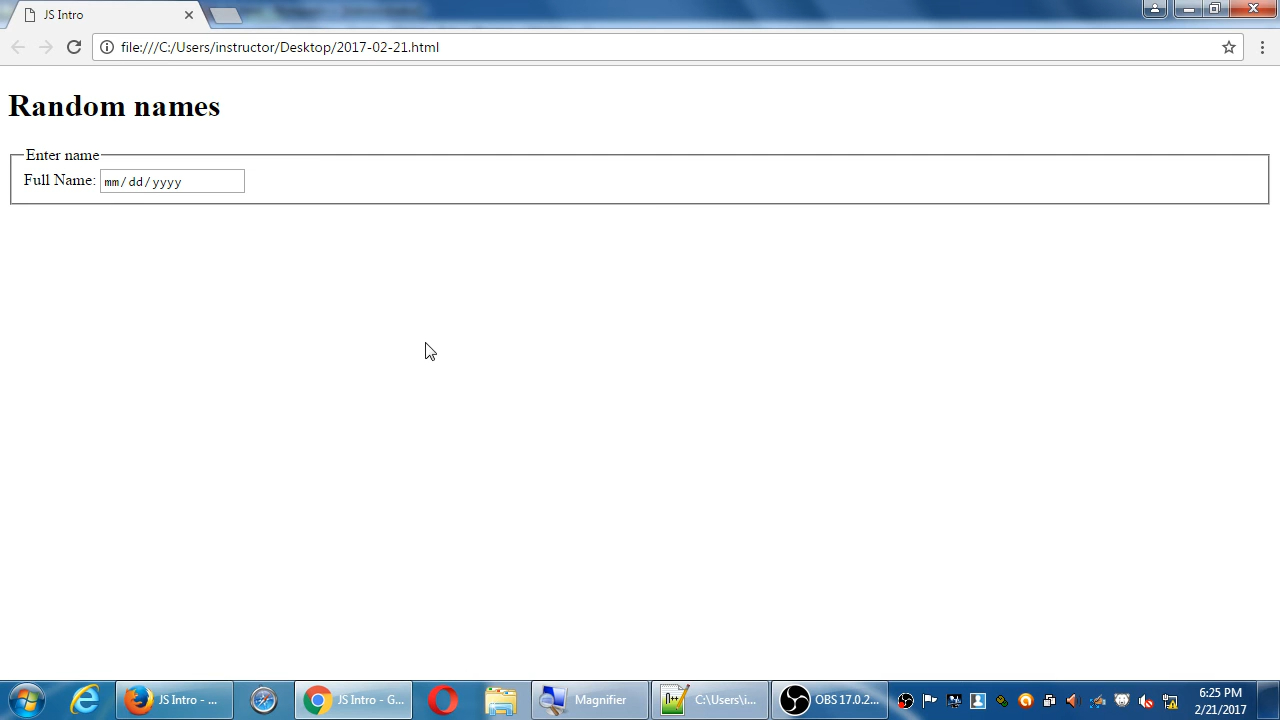 JS Intro
file:///C:/Users/instructor/Desktop/2017-02-21.html
Random names
Enter name
Full Name: mm/dd/yyyy
JS Intro - ...
JS Intro - G...
Magnifier
C:\Users\i...
OBS 17.0.2...
6:25 PM
2/21/2017